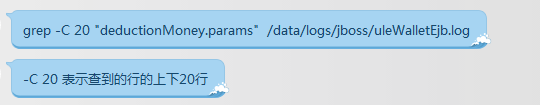 grep -C 20 "deductionMoney.params"  /data/logs/jboss/uleWalletEjb.log
-C 20 表示查到的行的上下20行